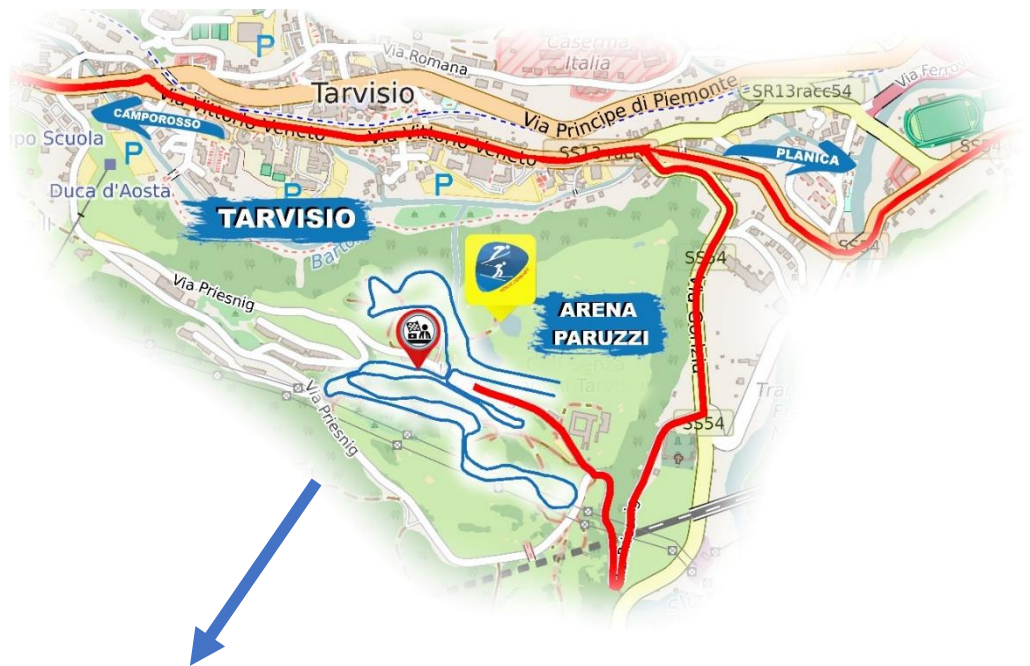 Caserma
Italia
P
Via Romana
Via Ferro
Tarvisio
SR13racc54
Via Principe di Piemonte
CAMPOROSSO
Via Vittorio Veneto
Via Vittorio Veneto
po Scuola
P
PLANICA
Duca d'Aosta
P
P
TARVISIO
SS54
SS54
Via Priesnig
ARENA
PARUZZI
Via Gorizia
Via Priesnig
SS54